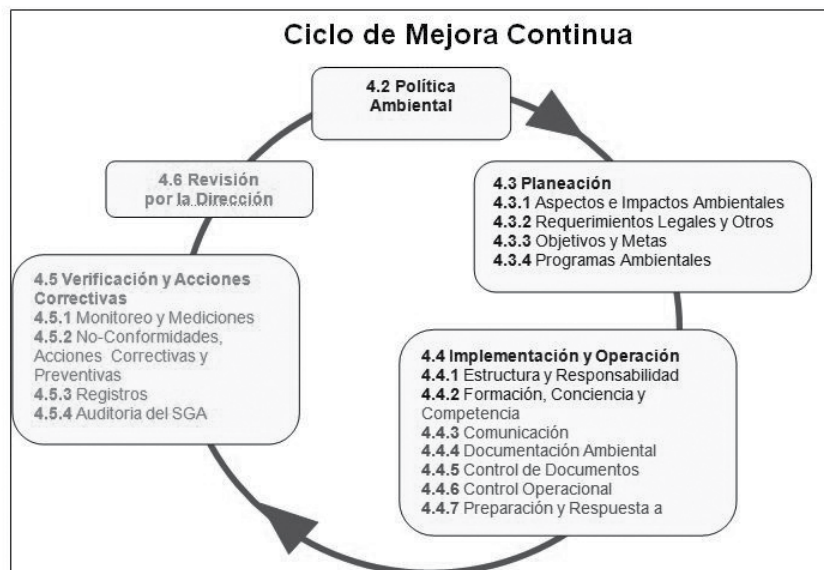 Ciclo de Mejora Continua
4.2 Política
Ambiental
4.3 Planeación
4.3.1 Aspectos e Impactos Ambientales
4.3.2 Requerimientos Legales y Otros
4.3.3 Objetivos y Metas
4.3.4 Programas Ambientales
4.4 Implementación y Operación
4.4.1 Estructura y Responsabilidad
4.4.2 Formación, Conciencia y
Competencia
4.4.3 Comunicación
4.4.4 Documentación Ambiental
4.4.5 Control de Documentos
4.4.6 Control Operacional
4.4.7 Preparación y Respuesta a
4.5 Verificación y Acciones
Correctivas
4.5.1 Monitoreo y Mediciones
4.5.2 No-Conformidades,
Acciones Correctivas y
Preventivas
4.5.3 Registros
4.5.4 Auditoria del SGA
4.6 Revisión
por la Dirección